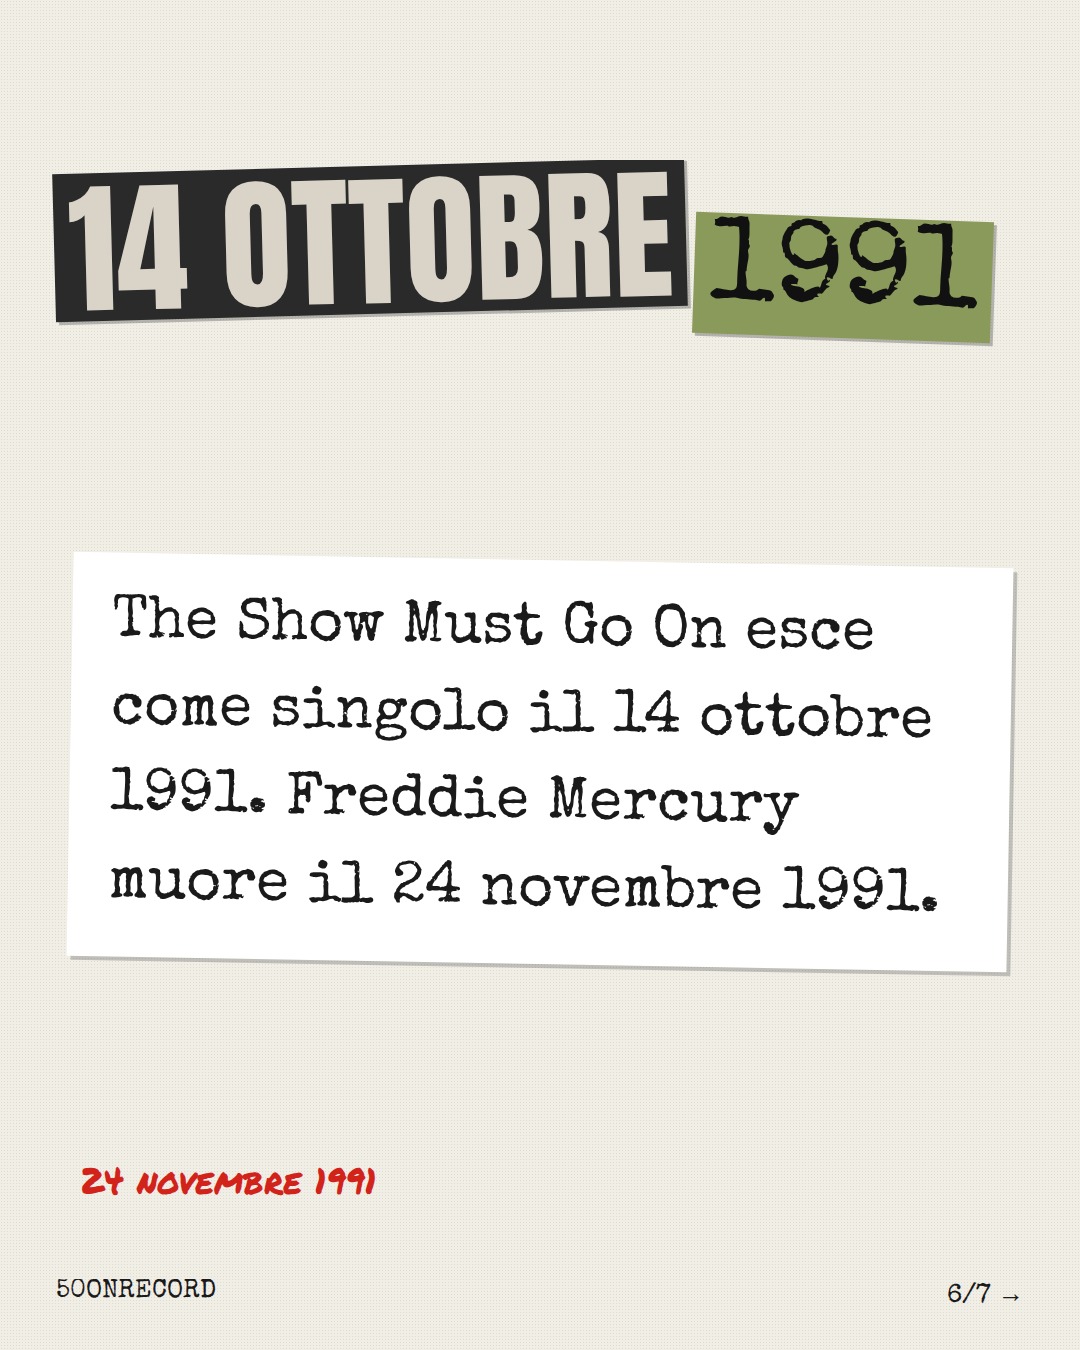 14 OTTOBRE 1991
The Show Must Go On esce
come singolo il 14 ottobre
1991. Freddie Mercury
muore il 24 novembre 1991.
24 NOVEMBRE 1991
50ONRECORD
6/7 →